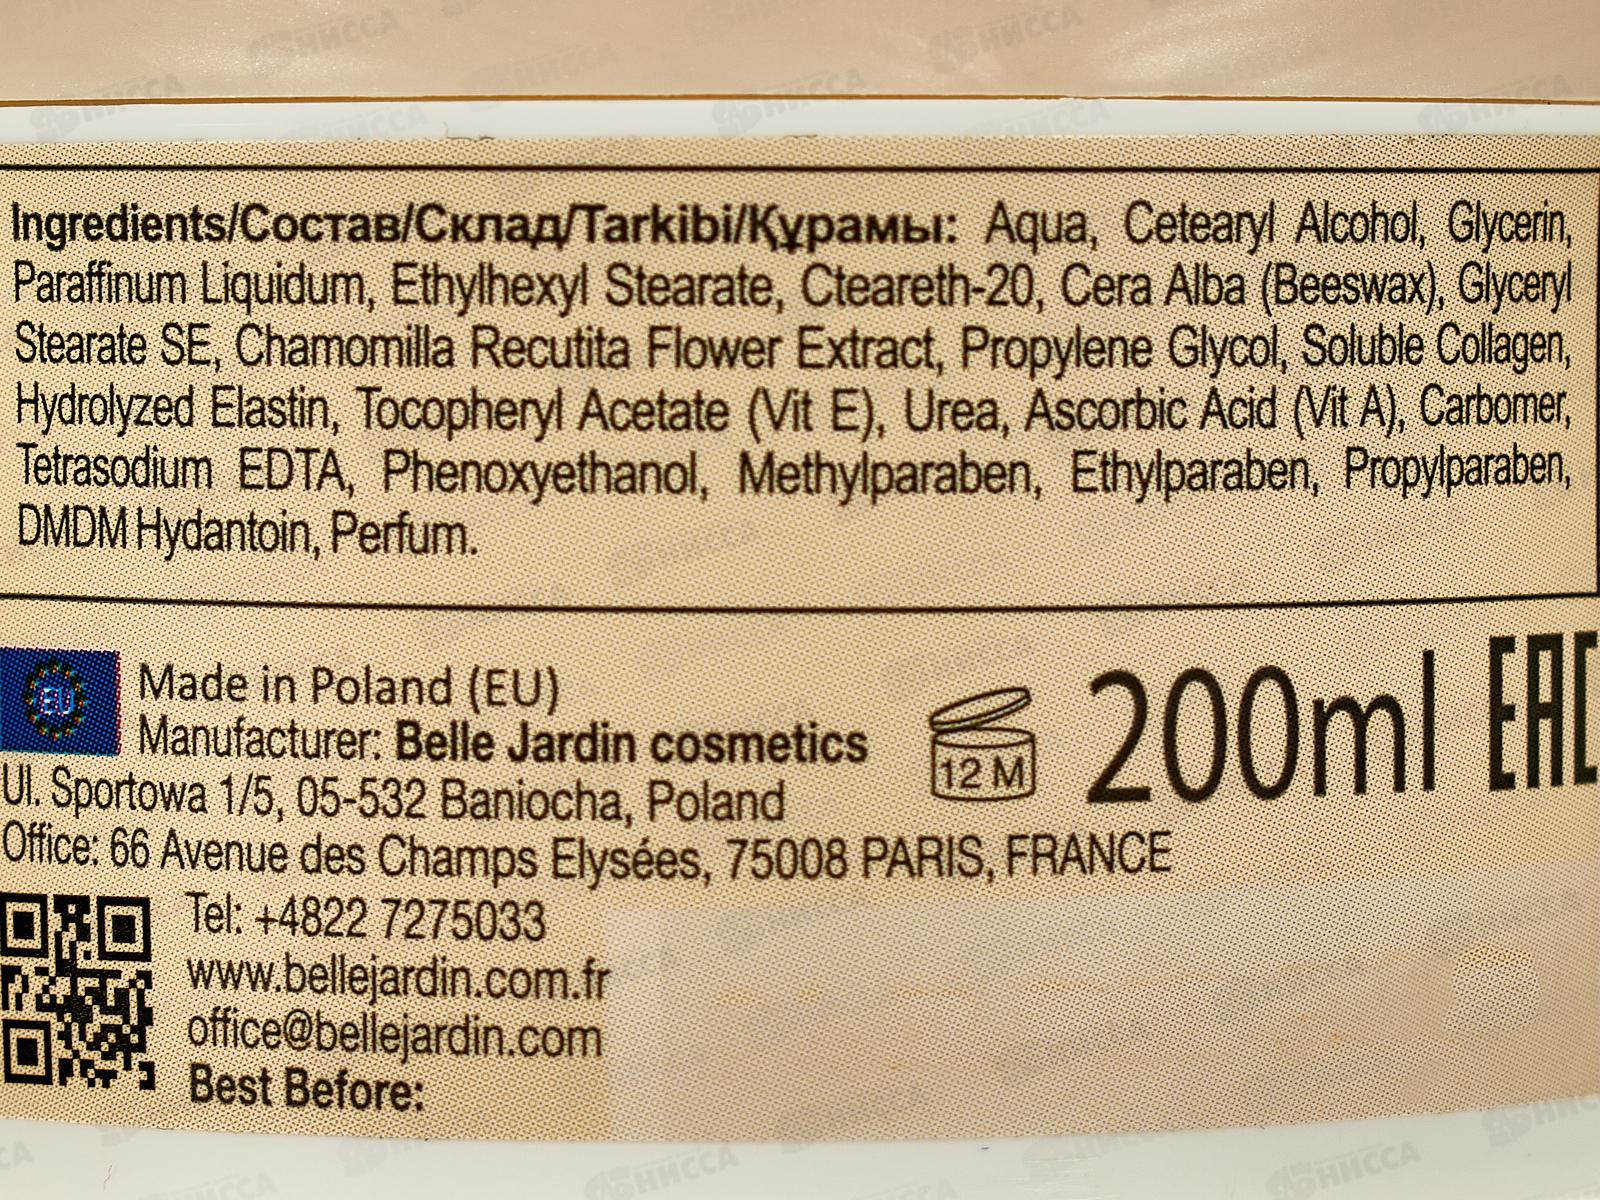 Ingredients/Состав/Склад/Tarkibi/Құрамы: Aqua, Cetearyl Alcohol, Glycerin,
Paraffinum Liquidum, Ethylhexyl Stearate, Cteareth-20, Cera Alba (Beeswax), Glyceryl
Stearate SE, Chamomilla Recutita Flower Extract, Propylene Glycol, Soluble Collagen,
Hydrolyzed Elastin, Tocopheryl Acetate (Vit E), Urea, Ascorbic Acid (Vit A), Carbomer,
Tetrasodium EDTA, Phenoxyethanol, Methylparaben, Ethylparaben, Propylparaben,
DMDM Hydantoin, Perfum.
EU
Made in Poland (EU)
Manufacturer: Belle Jardin cosmetics
12 M
200ml
EAC
Ul. Sportowa 1/5, 05-532 Baniocha, Poland
Office: 66 Avenue des Champs Elysées, 75008 PARIS, FRANCE
Tel: +4822 7275033
www.bellejardin.com.fr
office@bellejardin.com
Best Before: